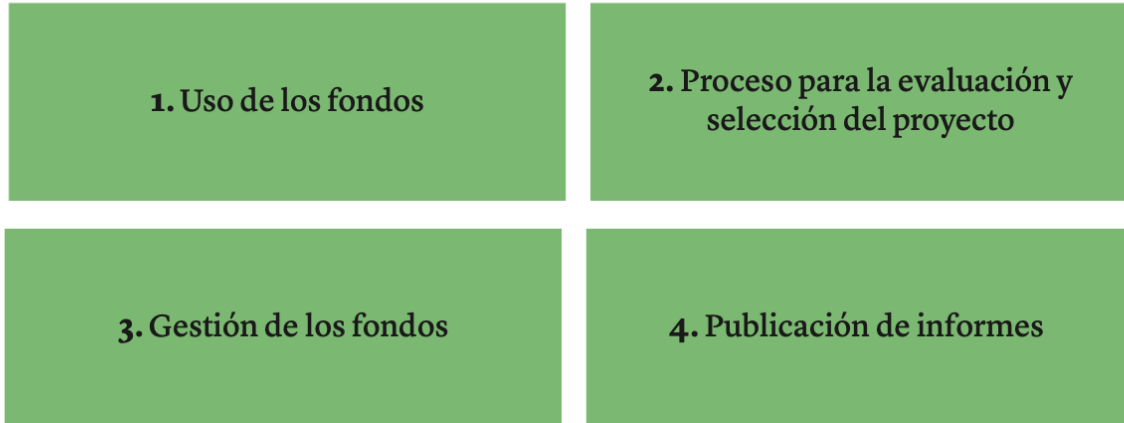 1. Uso de los fondos
2. Proceso para la evaluación y
selección del proyecto
3. Gestión de los fondos
4. Publicación de informes